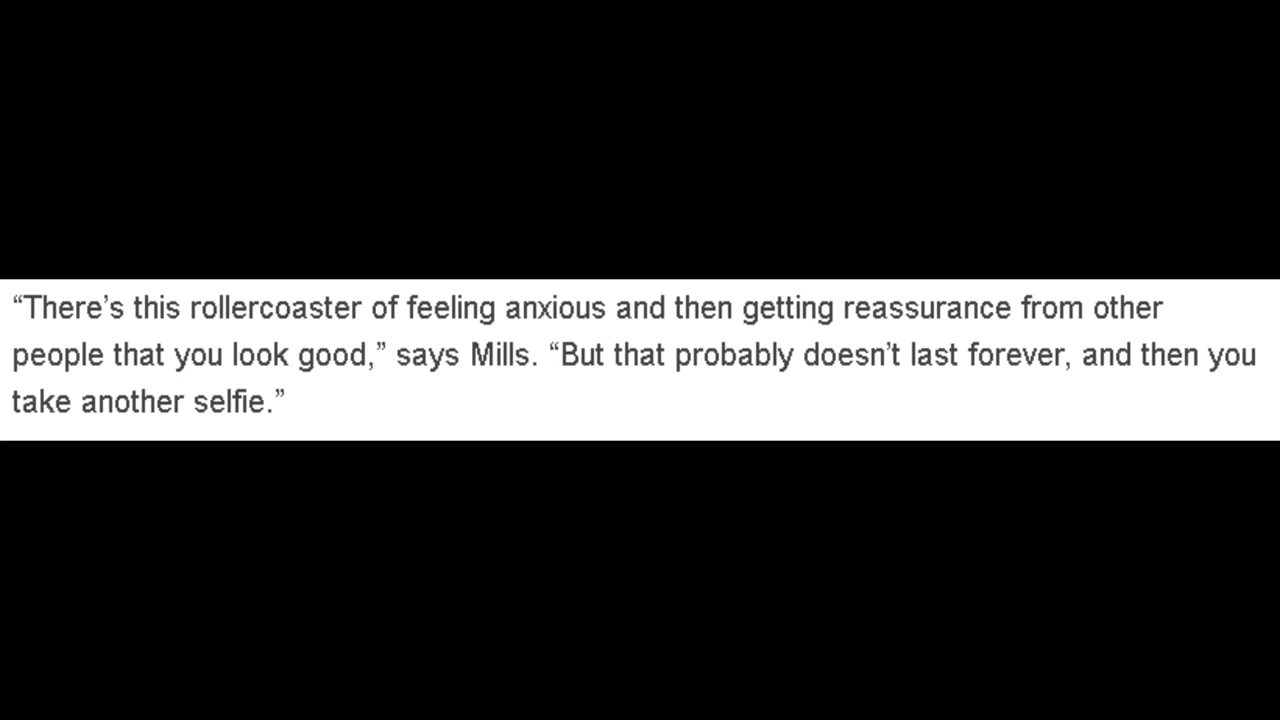 “There’s this rollercoaster of feeling anxious and then getting reassurance from other
people that you look good,” says Mills. “But that probably doesn’t last forever, and then you
take another selfie.”